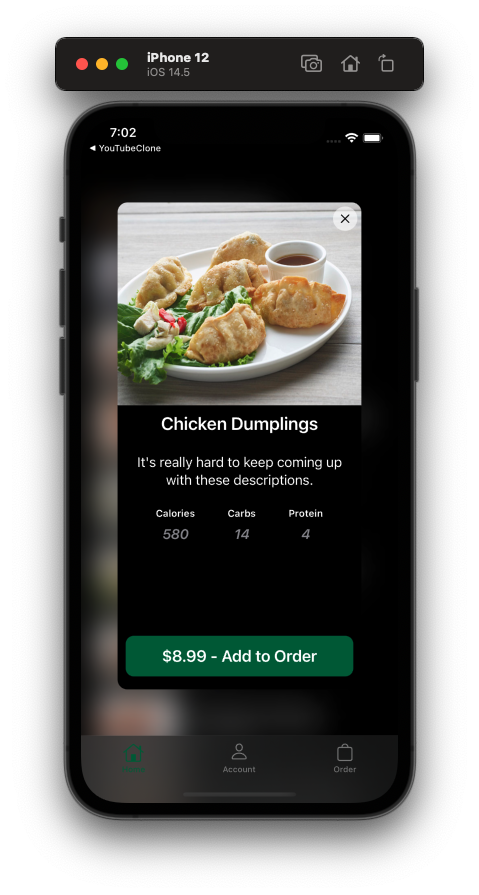 iPhone 12
iOS 14.5
7:02
◀ YouTubeClone
Chicken Dumplings
It's really hard to keep coming up
with these descriptions.
Calories Carbs Protein
580 14 4
$8.99 - Add to Order
Account Order